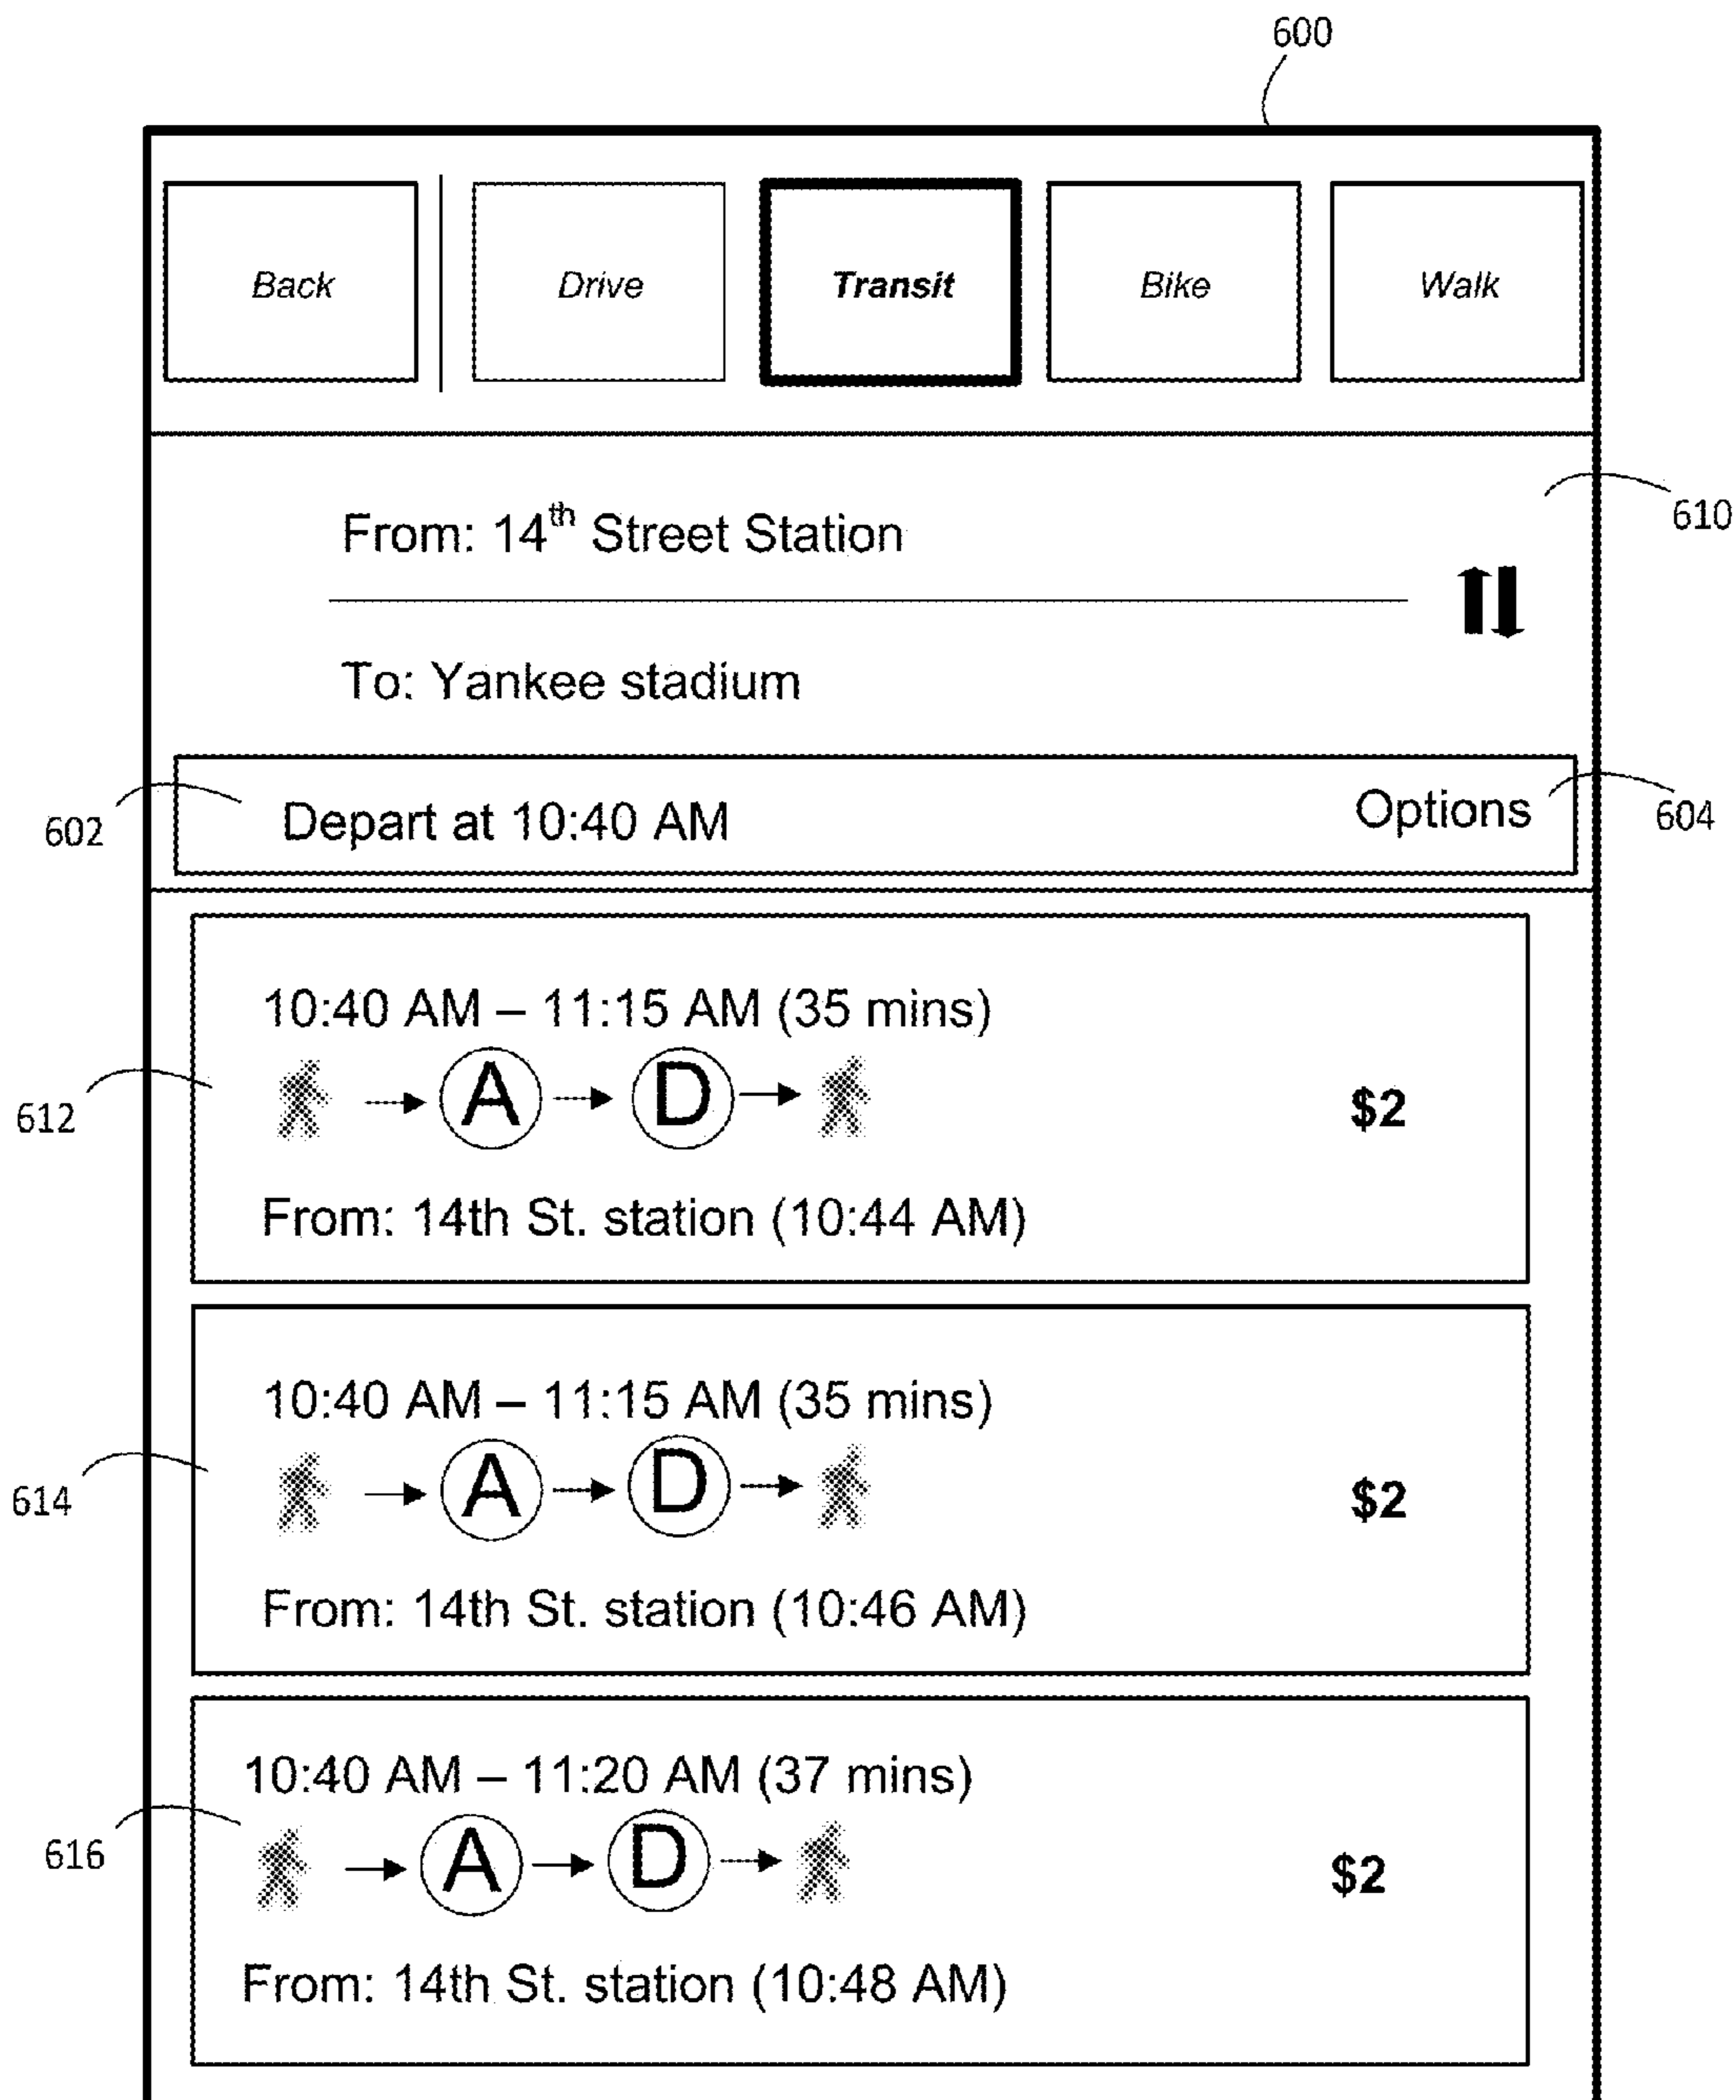 600
Back Drive Transit Bike Walk
610
From: 14th Street Station
To: Yankee stadium
602 Depart at 10:40 AM Options 604
10:40 AM – 11:15 AM (35 mins)
612 A D $2
From: 14th St. station (10:44 AM)
10:40 AM – 11:15 AM (35 mins)
614 A D $2
From: 14th St. station (10:46 AM)
10:40 AM – 11:20 AM (37 mins)
616 A D $2
From: 14th St. station (10:48 AM)